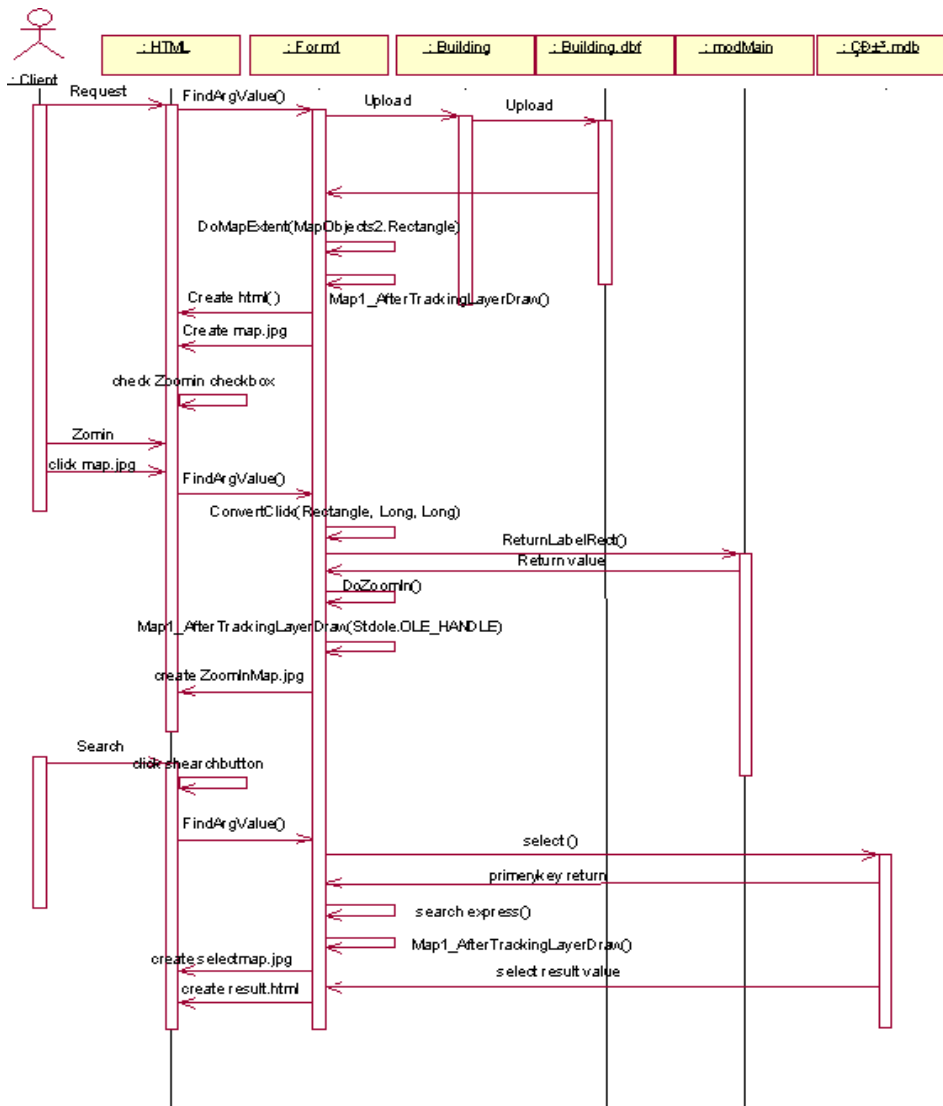 : Client
: HTML
: Form1
: Building
: Building.dbf
: modMain
: ÇÐ±³.mdb
Request
FindArgValue()
Upload
Upload
DoMapExtent(MapObjects2.Rectangle)
Map1_AfterTrackingLayerDraw()
Create html( )
Create map.jpg
check Zoomin checkbox
Zomin
click map.jpg
FindArgValue()
ConvertClick(Rectangle, Long, Long)
ReturnLabelRect()
Return value
DoZoomIn()
Map1_AfterTrackingLayerDraw(Stdole.OLE_HANDLE)
create ZoomInMap.jpg
Search
click shearchbutton
FindArgValue()
select ()
primerykey return
search express()
Map1_AfterTrackingLayerDraw()
create selectmap.jpg
select result value
create result.html